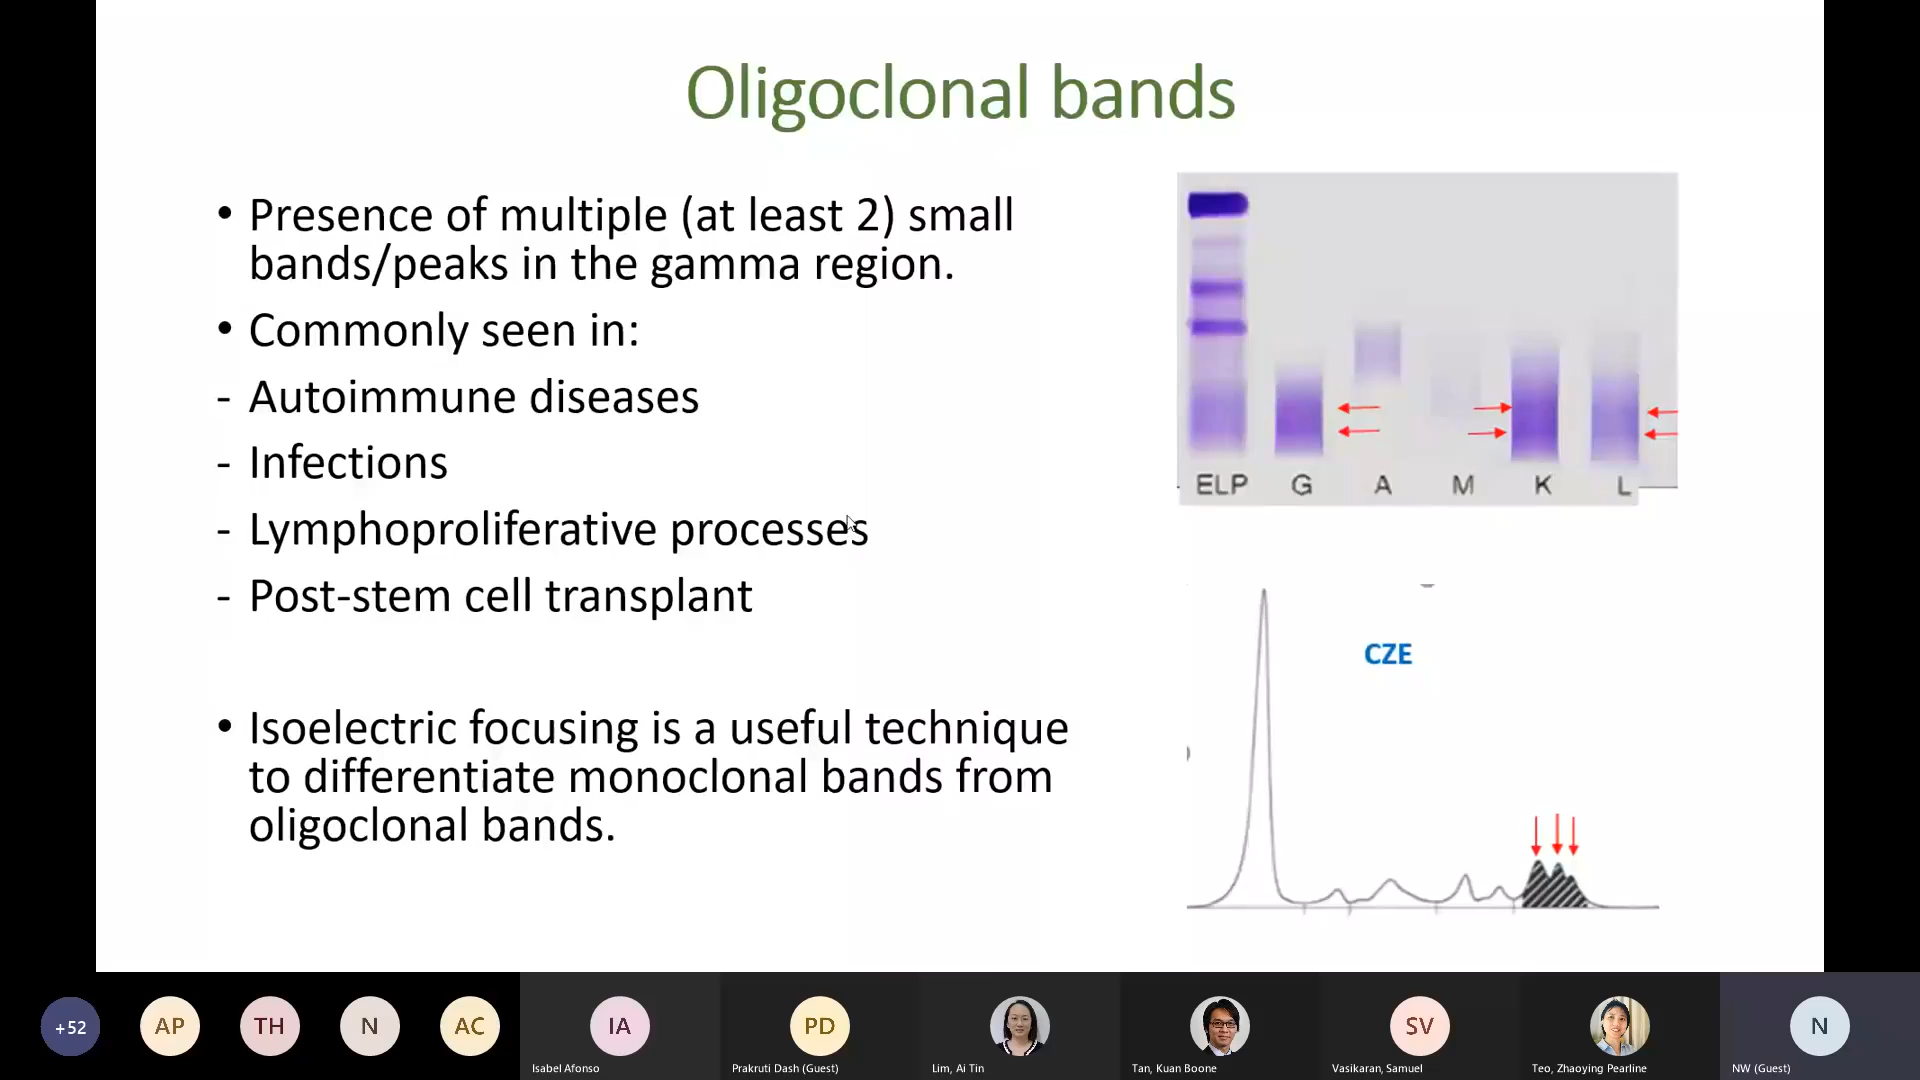 Oligoclonal bands
• Presence of multiple (at least 2) small
bands/peaks in the gamma region.
• Commonly seen in:
- Autoimmune diseases
- Infections
- Lymphoproliferative processes
- Post-stem cell transplant
• Isoelectric focusing is a useful technique
to differentiate monoclonal bands from
oligoclonal bands.
ELP G A M K L
CZE
+52 AP TH N AC IA PD SV N
Isabel Afonso Prakruti Dash (Guest) Lim, Ai Tin Tan, Kuan Boone Vasikaran, Samuel Teo, Zhaoying Pearline NW (Guest)